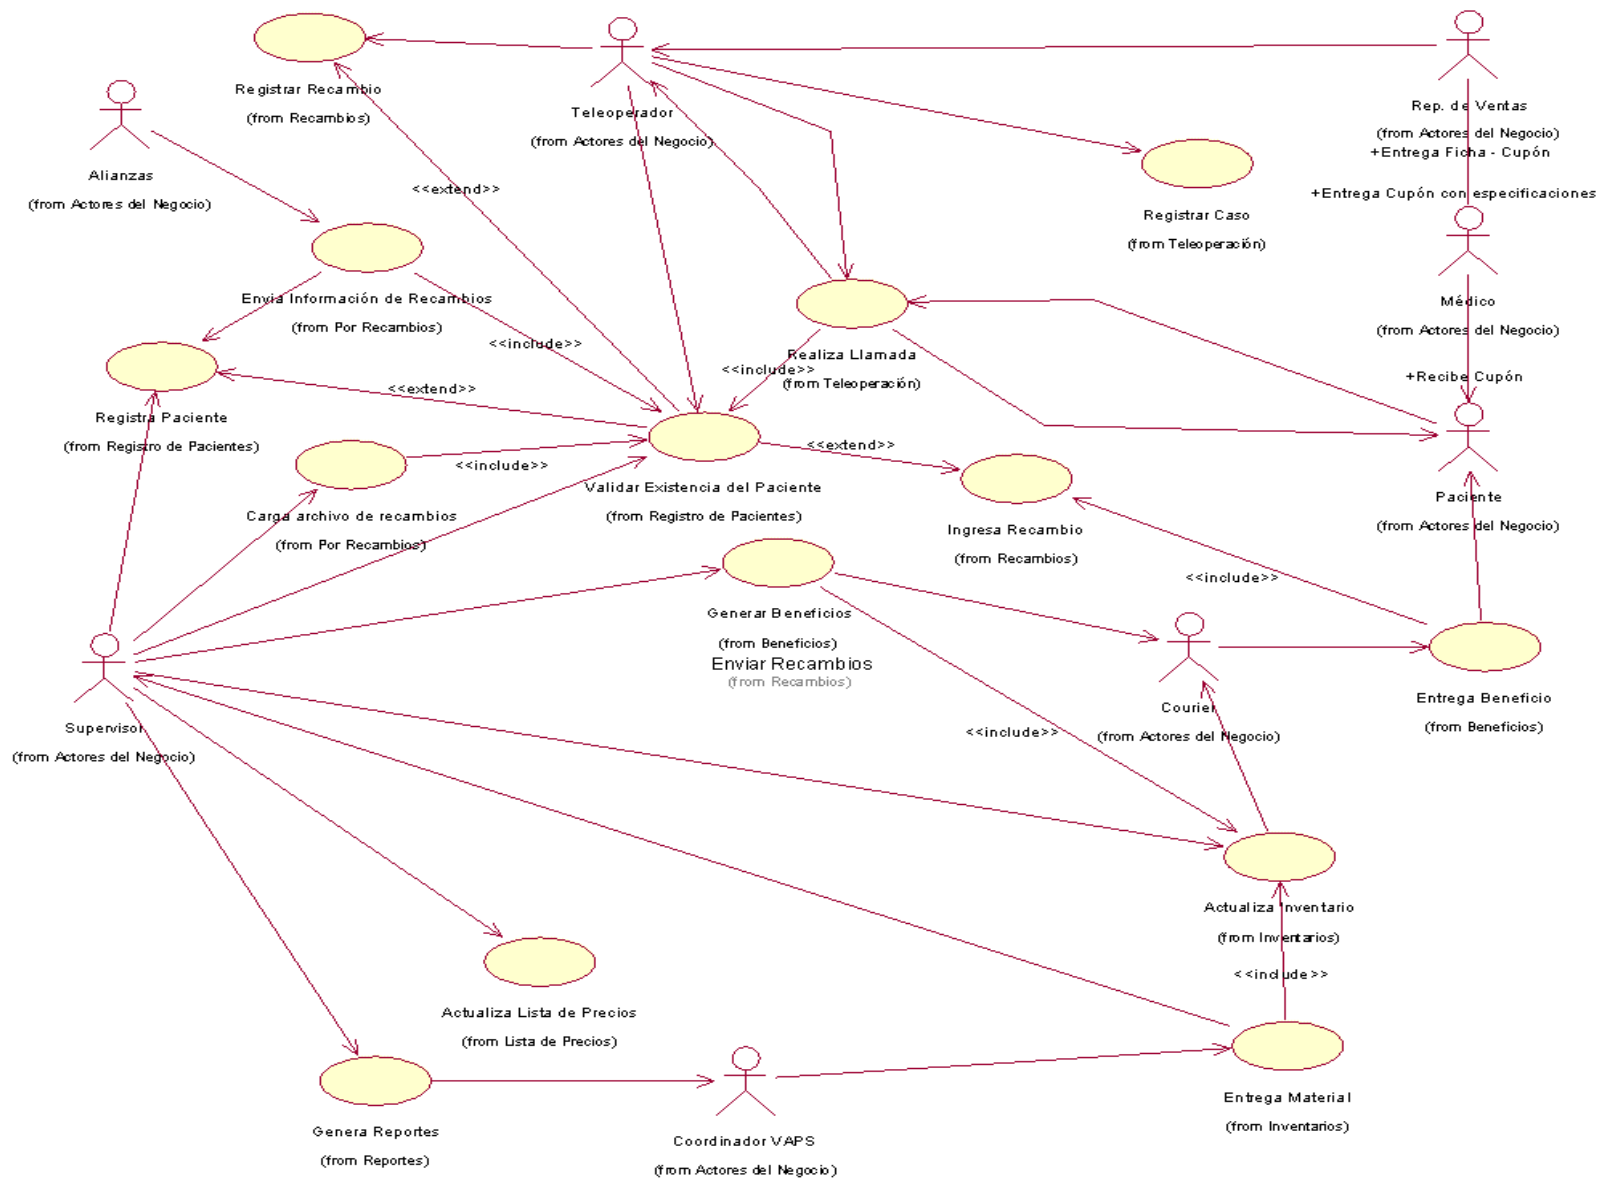 Registrar Recambio
(from Recambios)
Teleoperador
(from Actores del Negocio)
Rep. de Ventas
(from Actores del Negocio)
+Entrega Ficha - Cupón
+Entrega Cupón con especificaciones
Alianzas
(from Actores del Negocio)
<<extend>>
Registrar Caso
(from Teleoperación)
Envia Información de Recambios
(from Por Recambios)
Médico
(from Actores del Negocio)
<<include>>
Realiza Llamada
(from Teleoperación)
<<include>>
+Recibe Cupón
<<extend>>
Registra Paciente
(from Registro de Pacientes)
<<include>>
<<extend>>
Validar Existencia del Paciente
(from Registro de Pacientes)
Paciente
(from Actores del Negocio)
Carga archivo de recambios
(from Por Recambios)
Ingresa Recambio
(from Recambios)
<<include>>
Generar Beneficios
(from Beneficios)
Enviar Recambios
(from Recambios)
Supervisor
(from Actores del Negocio)
Courier
(from Actores del Negocio)
Entrega Beneficio
(from Beneficios)
<<include>>
Actualiza Inventario
(from Inventarios)
<<include>>
Actualiza Lista de Precios
(from Lista de Precios)
Genera Reportes
(from Reportes)
Coordinador VAPS
(from Actores del Negocio)
Entrega Material
(from Inventarios)